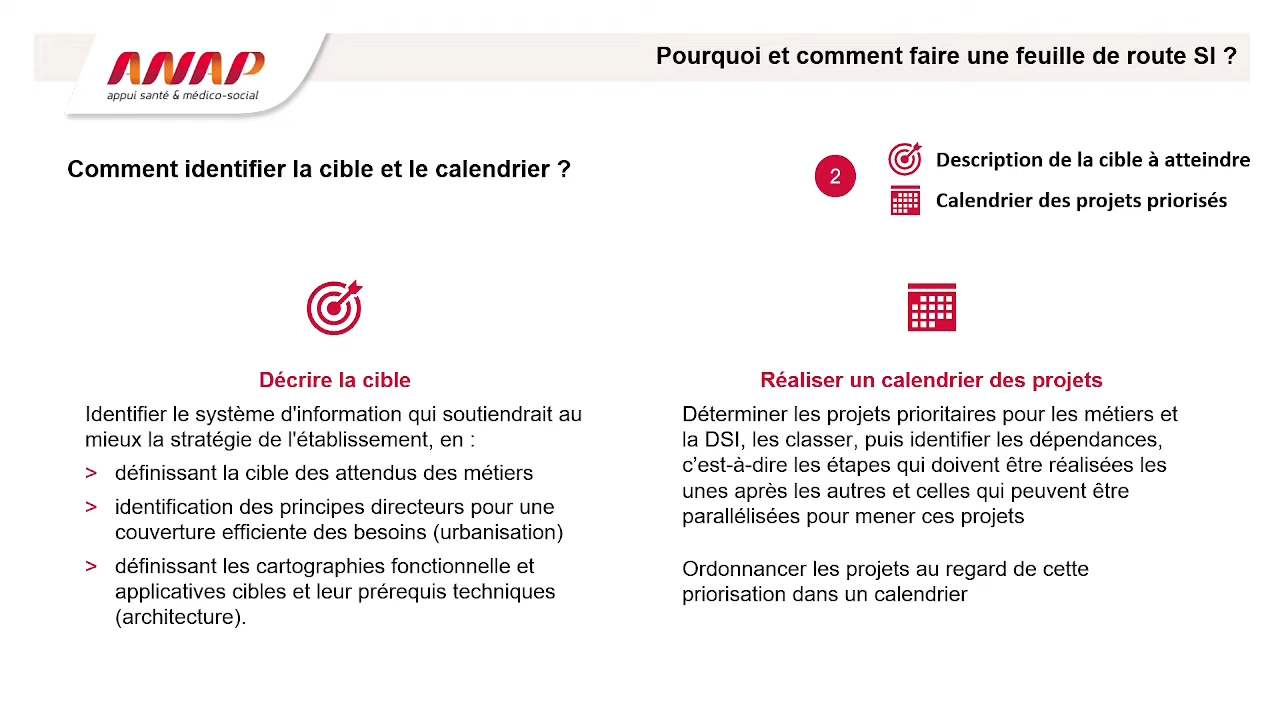 ANAP
appui santé & médico-social
Pourquoi et comment faire une feuille de route SI ?
Comment identifier la cible et le calendrier ?
2
Description de la cible à atteindre
Calendrier des projets priorisés
Décrire la cible
Identifier le système d'information qui soutiendrait au
mieux la stratégie de l'établissement, en :
> définissant la cible des attendus des métiers
> identification des principes directeurs pour une
couverture efficiente des besoins (urbanisation)
> définissant les cartographies fonctionnelle et
applicatives cibles et leur prérequis techniques
(architecture).
Réaliser un calendrier des projets
Déterminer les projets prioritaires pour les métiers et
la DSI, les classer, puis identifier les dépendances,
c’est-à-dire les étapes qui doivent être réalisées les
unes après les autres et celles qui peuvent être
parallélisées pour mener ces projets
Ordonnancer les projets au regard de cette
priorisation dans un calendrier